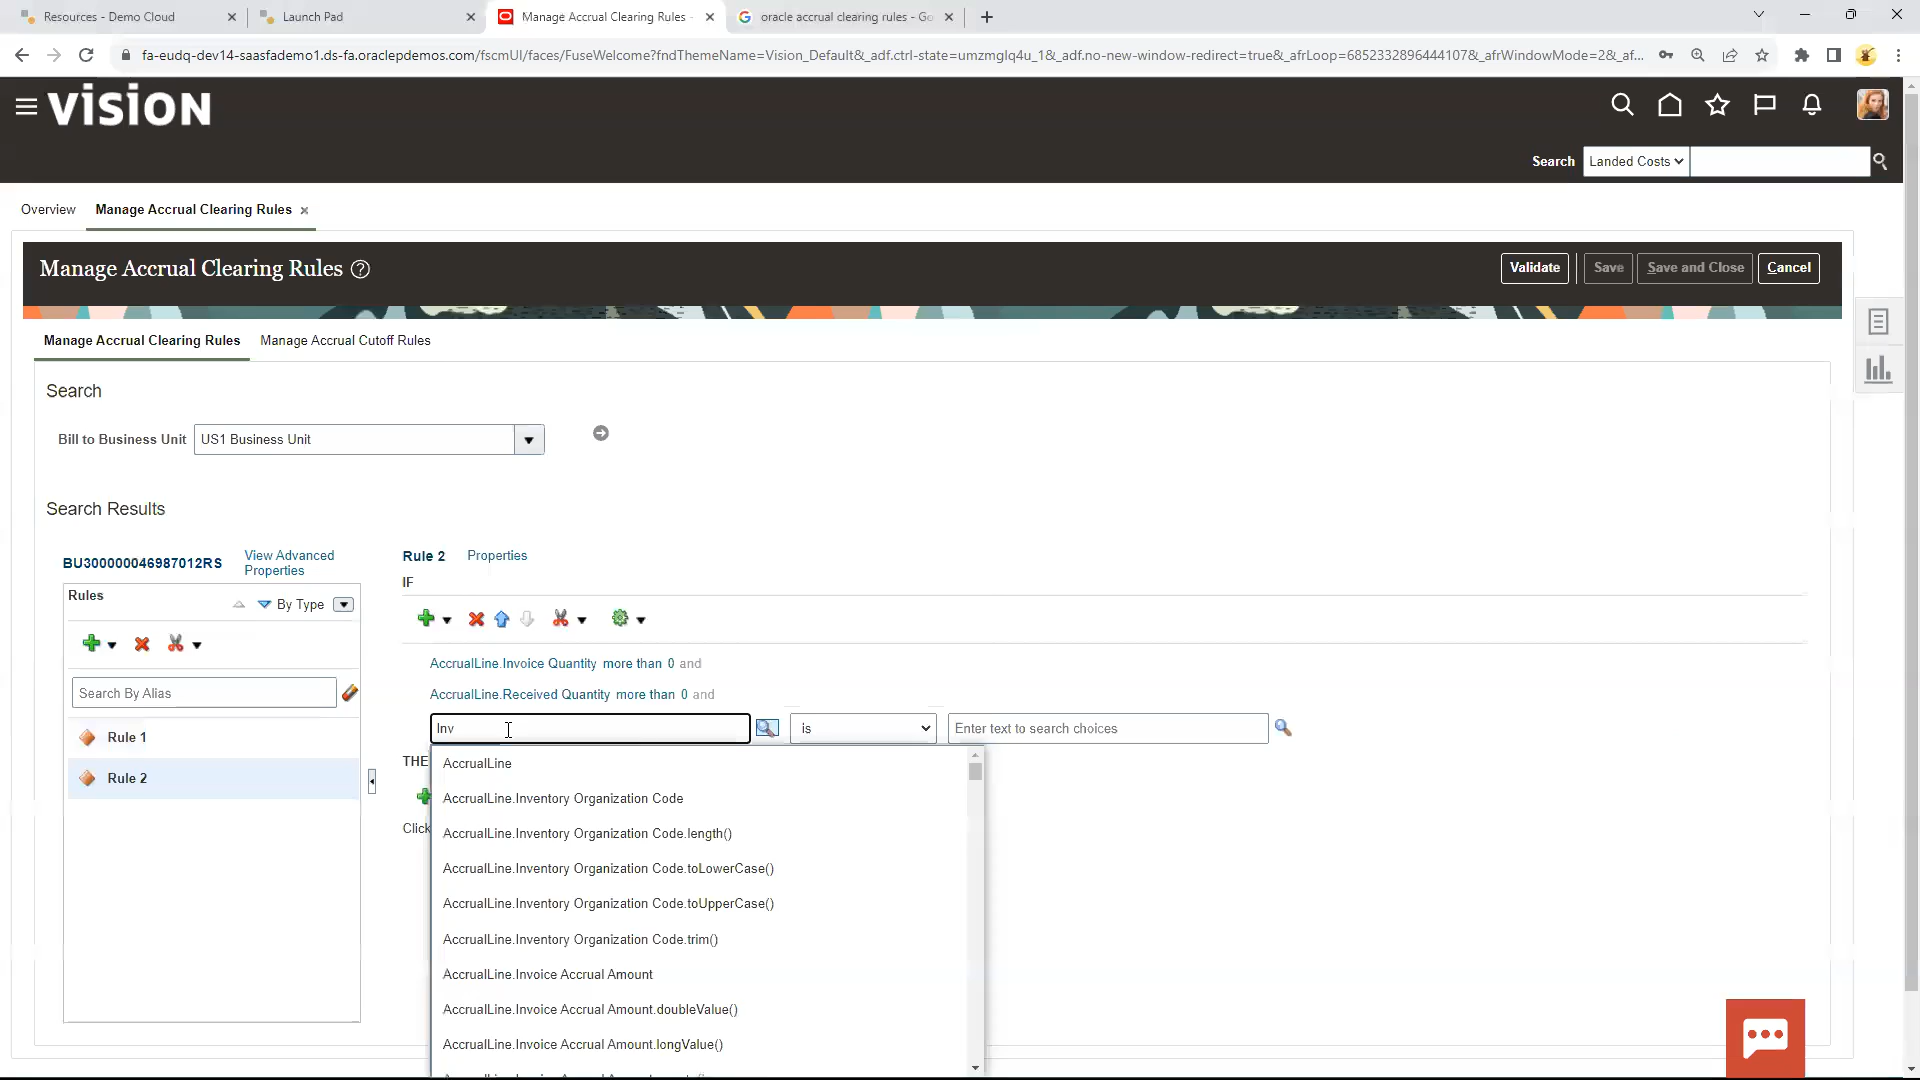 Resources - Demo Cloud
Launch Pad
Manage Accrual Clearing Rules -
oracle accrual clearing rules - Go
fa-eudq-dev14-saasfademo1.ds-fa.oraclepdemos.com/fscmUI/faces/FuseWelcome?fndThemeName=Vision_Default&_adf.ctrl-state=umzmglq4u_1&_adf.no-new-window-redirect=true&_afrLoop=6852332896444107&_afrWindowMode=2&_af...
vision
Search Landed Costs
Overview Manage Accrual Clearing Rules
Manage Accrual Clearing Rules
Validate Save Save and Close Cancel
Manage Accrual Clearing Rules Manage Accrual Cutoff Rules
Search
Bill to Business Unit US1 Business Unit
Search Results
BU300000046987012RS
View Advanced
Properties
Rules
By Type
Search By Alias
Rule 1
Rule 2
Rule 2 Properties
IF
AccrualLine.Invoice Quantity more than 0 and
AccrualLine.Received Quantity more than 0 and
Inv is Enter text to search choices
THE
Click
AccrualLine
AccrualLine.Inventory Organization Code
AccrualLine.Inventory Organization Code.length()
AccrualLine.Inventory Organization Code.toLowerCase()
AccrualLine.Inventory Organization Code.toUpperCase()
AccrualLine.Inventory Organization Code.trim()
AccrualLine.Invoice Accrual Amount
AccrualLine.Invoice Accrual Amount.doubleValue()
AccrualLine.Invoice Accrual Amount.longValue()